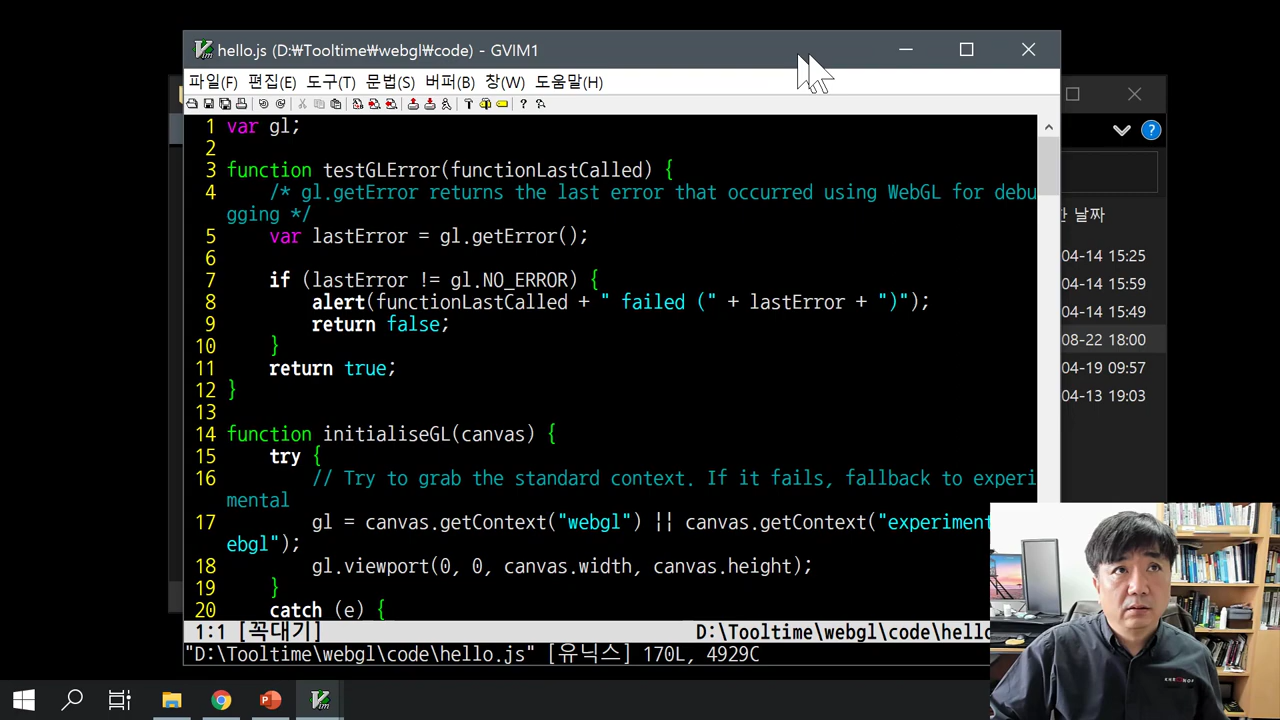 hello.js (D:₩Tooltime₩webgl₩code) - GVIM1
파일(F) 편집(E) 도구(T) 문법(S) 버퍼(B) 창(W) 도움말(H)
1 var gl;
2
3 function testGLError(functionLastCalled) {
4 /* gl.getError returns the last error that occurred using WebGL for debu
gging */
5 var lastError = gl.getError();
6
7 if (lastError != gl.NO_ERROR) {
8 alert(functionLastCalled + " failed (" + lastError + ")");
9 return false;
10 }
11 return true;
12 }
13
14 function initialiseGL(canvas) {
15 try {
16 // Try to grab the standard context. If it fails, fallback to experi
mental
17 gl = canvas.getContext("webgl") || canvas.getContext("experiment
ebgl");
18 gl.viewport(0, 0, canvas.width, canvas.height);
19 }
20 catch (e) {
1:1 [꼭대기] D:\Tooltime\webgl\code\hello
"D:\Tooltime\webgl\code\hello.js" [유닉스] 170L, 4929C
날짜
04-14 15:25
04-14 15:59
04-14 15:49
08-22 18:00
04-19 09:57
04-13 19:03